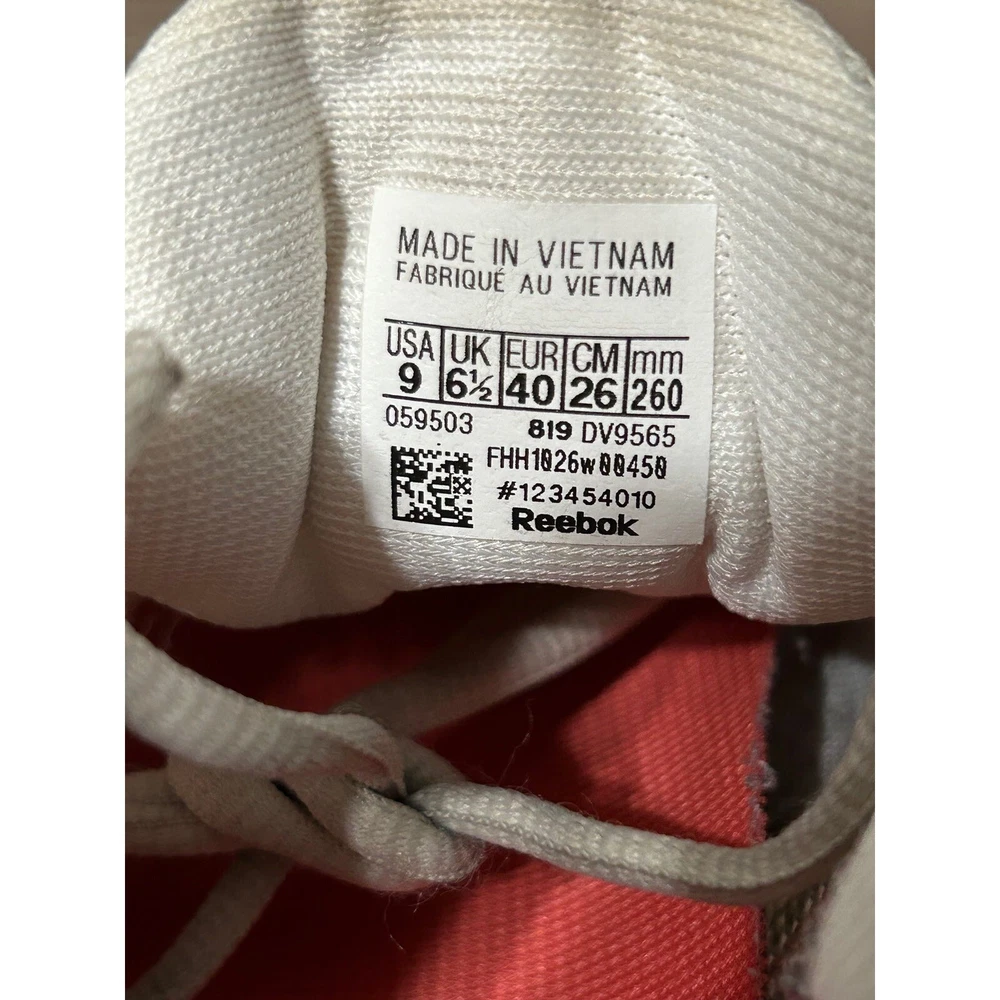 MADE IN VIETNAM
FABRIQUÉ AU VIETNAM
USA UK EUR CM mm
9 6½ 40 26 260
059503 819 DV9565
FHH1026w00450
#123454010
Reebok